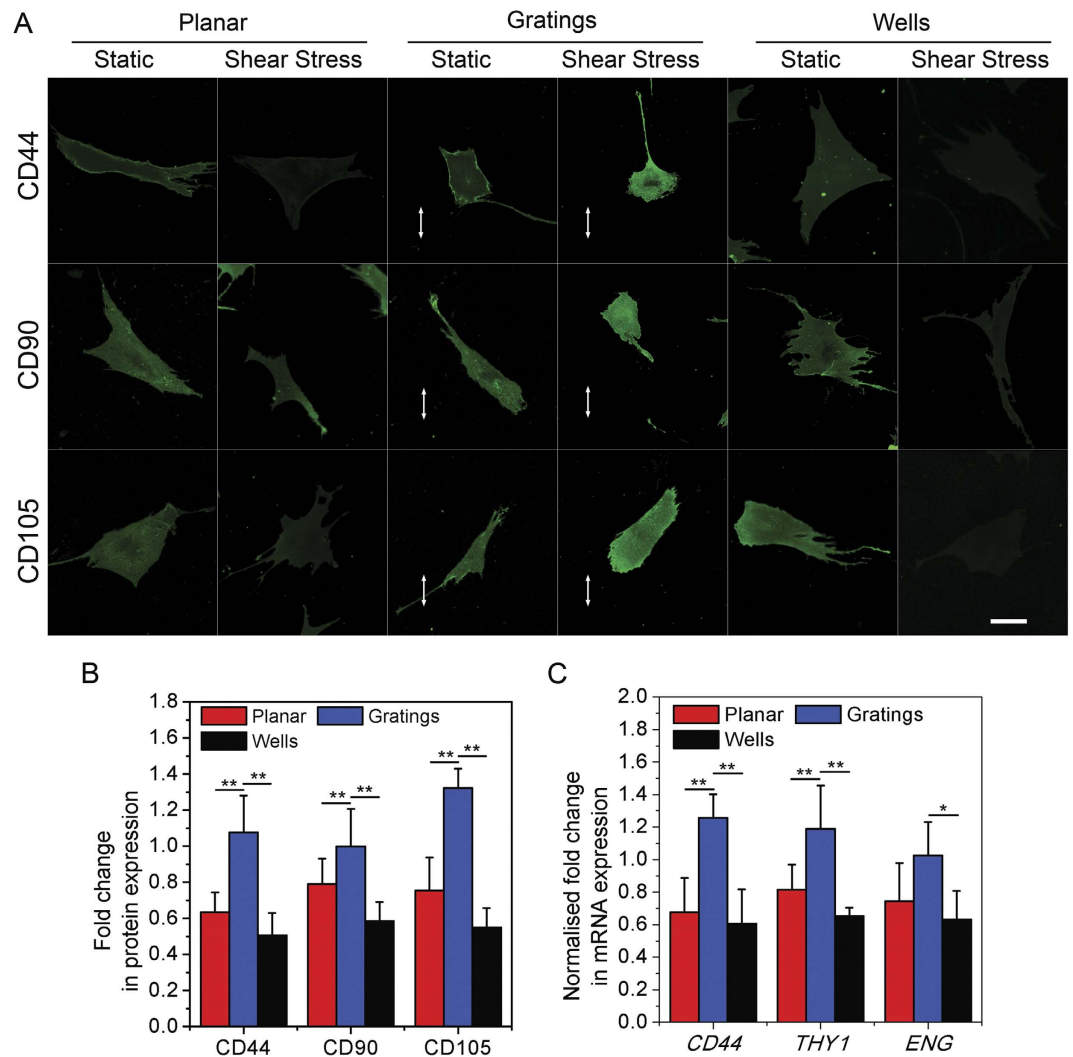 A
Planar Gratings Wells
Static Shear Stress Static Shear Stress Static Shear Stress
CD44
CD90
CD105
B
Fold change
in protein expression
1.8
1.6
1.4
1.2
1.0
0.8
0.6
0.4
0.2
0.0
Planar Gratings
Wells
** ** ** ** ** **
CD44 CD90 CD105
C
Normalised fold change
in mRNA expression
2.0
1.8
1.6
1.4
1.2
1.0
0.8
0.6
0.4
0.2
0.0
Planar Gratings
Wells
** ** ** ** *
CD44 THY1 ENG